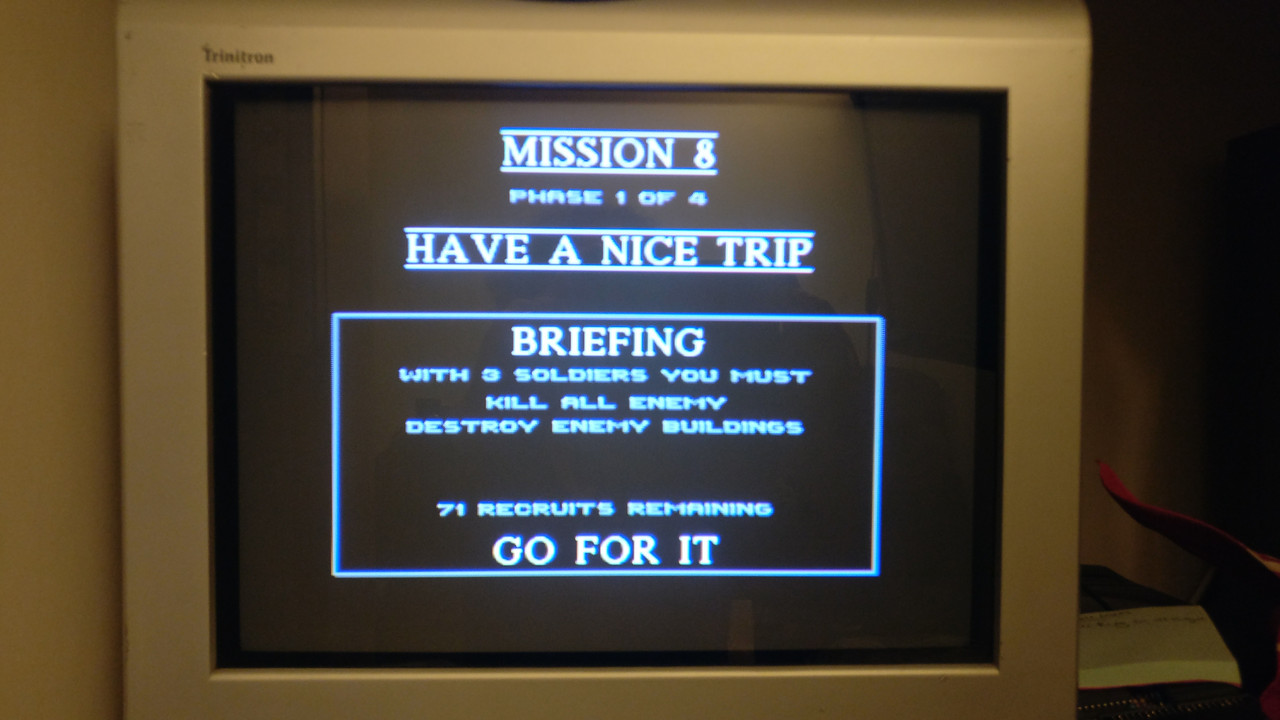 Trinitron
MISSION 8
PHASE 1 OF 4
HAVE A NICE TRIP
BRIEFING
WITH 3 SOLDIERS YOU MUST
KILL ALL ENEMY
DESTROY ENEMY BUILDINGS
71 RECRUITS REMAINING
GO FOR IT